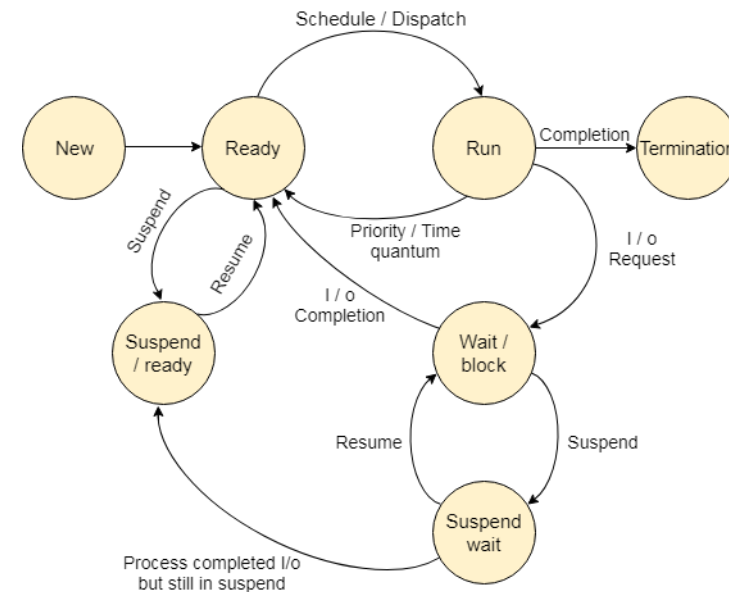 Schedule / Dispatch
New
Ready
Run
Completion
Termination
Suspend
Resume
Priority / Time
quantum
I / o
Request
I / o
Completion
Suspend
/ ready
Wait /
block
Resume
Suspend
Suspend
wait
Process completed I/o
but still in suspend